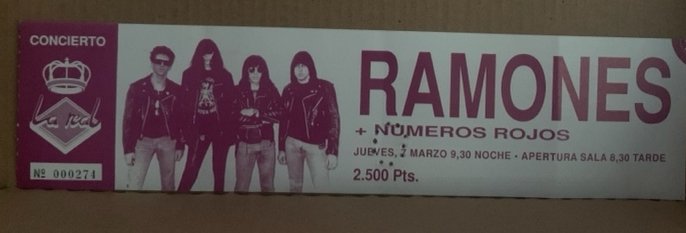 CONCIERTO
La real
Nº 000274
RAMONES
+ NUMEROS ROJOS
JUEVES, 7 MARZO 9,30 NOCHE - APERTURA SALA 8,30 TARDE
2.500 Pts.